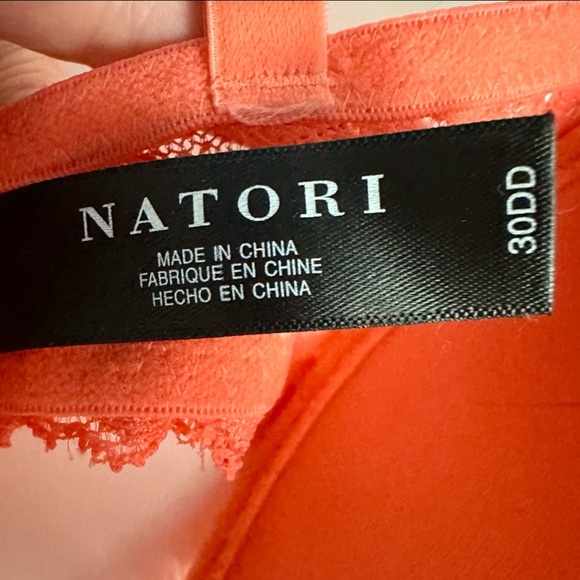 NATORI
MADE IN CHINA
FABRIQUE EN CHINE
HECHO EN CHINA
30DD